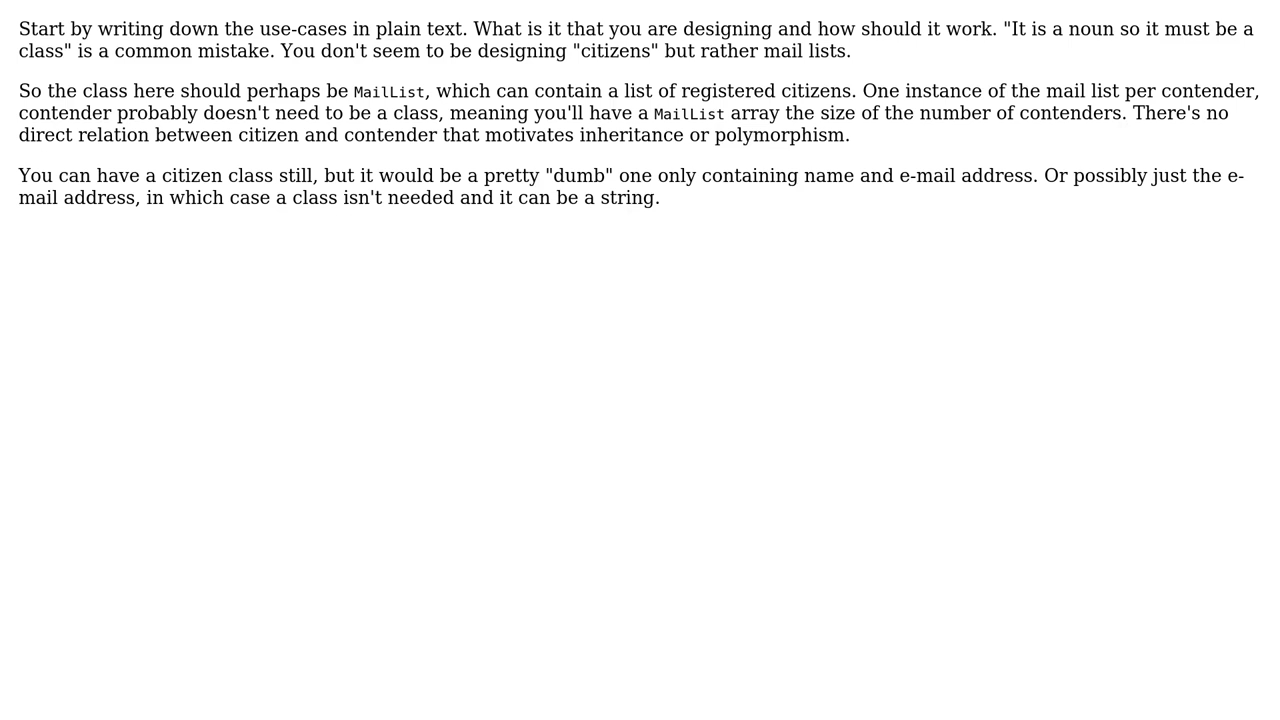 Start by writing down the use-cases in plain text. What is it that you are designing and how should it work. "It is a noun so it must be a
class" is a common mistake. You don't seem to be designing "citizens" but rather mail lists.
So the class here should perhaps be MailList, which can contain a list of registered citizens. One instance of the mail list per contender,
contender probably doesn't need to be a class, meaning you'll have a MailList array the size of the number of contenders. There's no
direct relation between citizen and contender that motivates inheritance or polymorphism.
You can have a citizen class still, but it would be a pretty "dumb" one only containing name and e-mail address. Or possibly just the e-
mail address, in which case a class isn't needed and it can be a string.